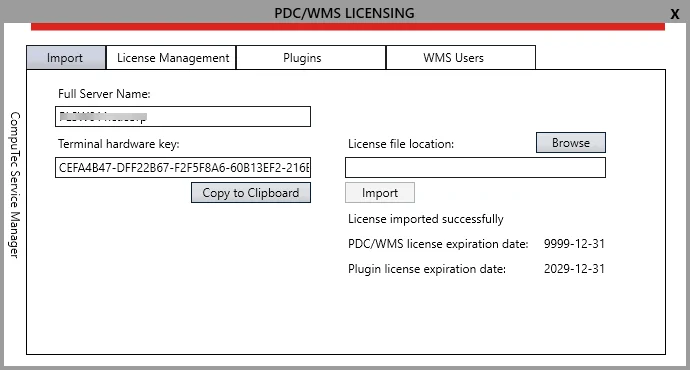 PDC/WMS LICENSING
X
Import
License Management
Plugins
WMS Users
CompuTec Service Manager
Full Server Name:
Terminal hardware key:
CEFA4B47-DFF22B67-F2F5F8A6-60B13EF2-216
Copy to Clipboard
License file location:
Browse
Import
License imported successfully
PDC/WMS license expiration date: 9999-12-31
Plugin license expiration date: 2029-12-31